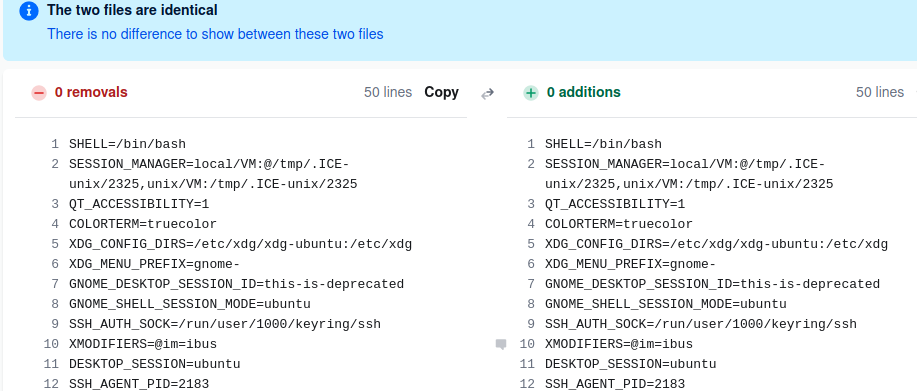 The two files are identical
There is no difference to show between these two files
0 removals
50 lines Copy
0 additions
50 lines
1 SHELL=/bin/bash
2 SESSION_MANAGER=local/VM:@/tmp/.ICE-
unix/2325,unix/VM:/tmp/.ICE-unix/2325
3 QT_ACCESSIBILITY=1
4 COLORTERM=truecolor
5 XDG_CONFIG_DIRS=/etc/xdg/xdg-ubuntu:/etc/xdg
6 XDG_MENU_PREFIX=gnome-
7 GNOME_DESKTOP_SESSION_ID=this-is-deprecated
8 GNOME_SHELL_SESSION_MODE=ubuntu
9 SSH_AUTH_SOCK=/run/user/1000/keyring/ssh
10 XMODIFIERS=@im=ibus
11 DESKTOP_SESSION=ubuntu
12 SSH_AGENT_PID=2183
1 SHELL=/bin/bash
2 SESSION_MANAGER=local/VM:@/tmp/.ICE-
unix/2325,unix/VM:/tmp/.ICE-unix/2325
3 QT_ACCESSIBILITY=1
4 COLORTERM=truecolor
5 XDG_CONFIG_DIRS=/etc/xdg/xdg-ubuntu:/etc/xdg
6 XDG_MENU_PREFIX=gnome-
7 GNOME_DESKTOP_SESSION_ID=this-is-deprecated
8 GNOME_SHELL_SESSION_MODE=ubuntu
9 SSH_AUTH_SOCK=/run/user/1000/keyring/ssh
10 XMODIFIERS=@im=ibus
11 DESKTOP_SESSION=ubuntu
12 SSH_AGENT_PID=2183